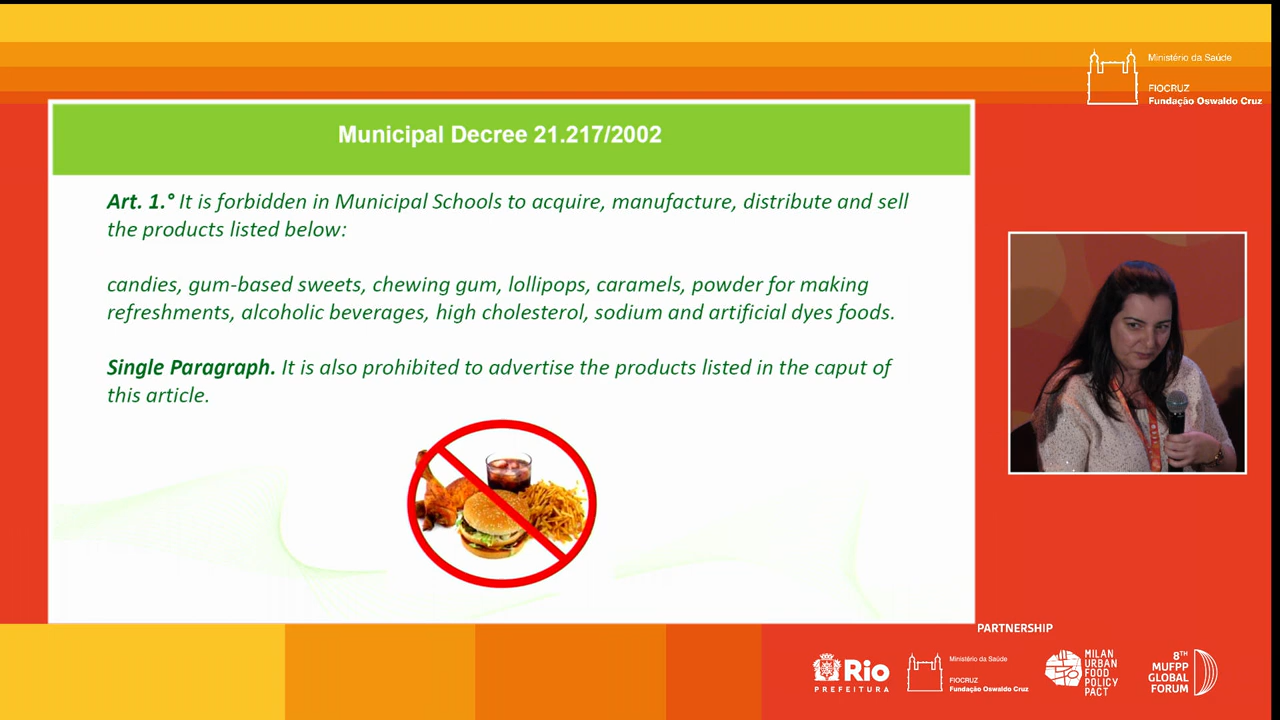 Ministério da Saúde
FIOCRUZ
Fundação Oswaldo Cruz
Municipal Decree 21.217/2002
Art. 1.° It is forbidden in Municipal Schools to acquire, manufacture, distribute and sell
the products listed below:
candies, gum-based sweets, chewing gum, lollipops, caramels, powder for making
refreshments, alcoholic beverages, high cholesterol, sodium and artificial dyes foods.
Single Paragraph. It is also prohibited to advertise the products listed in the caput of
this article.
PARTNERSHIP
Rio
PREFEITURA
Ministério da Saúde
FIOCRUZ
Fundação Oswaldo Cruz
MILAN
URBAN
FOOD
POLICY
PACT
8TH
MUFPP
GLOBAL
FORUM